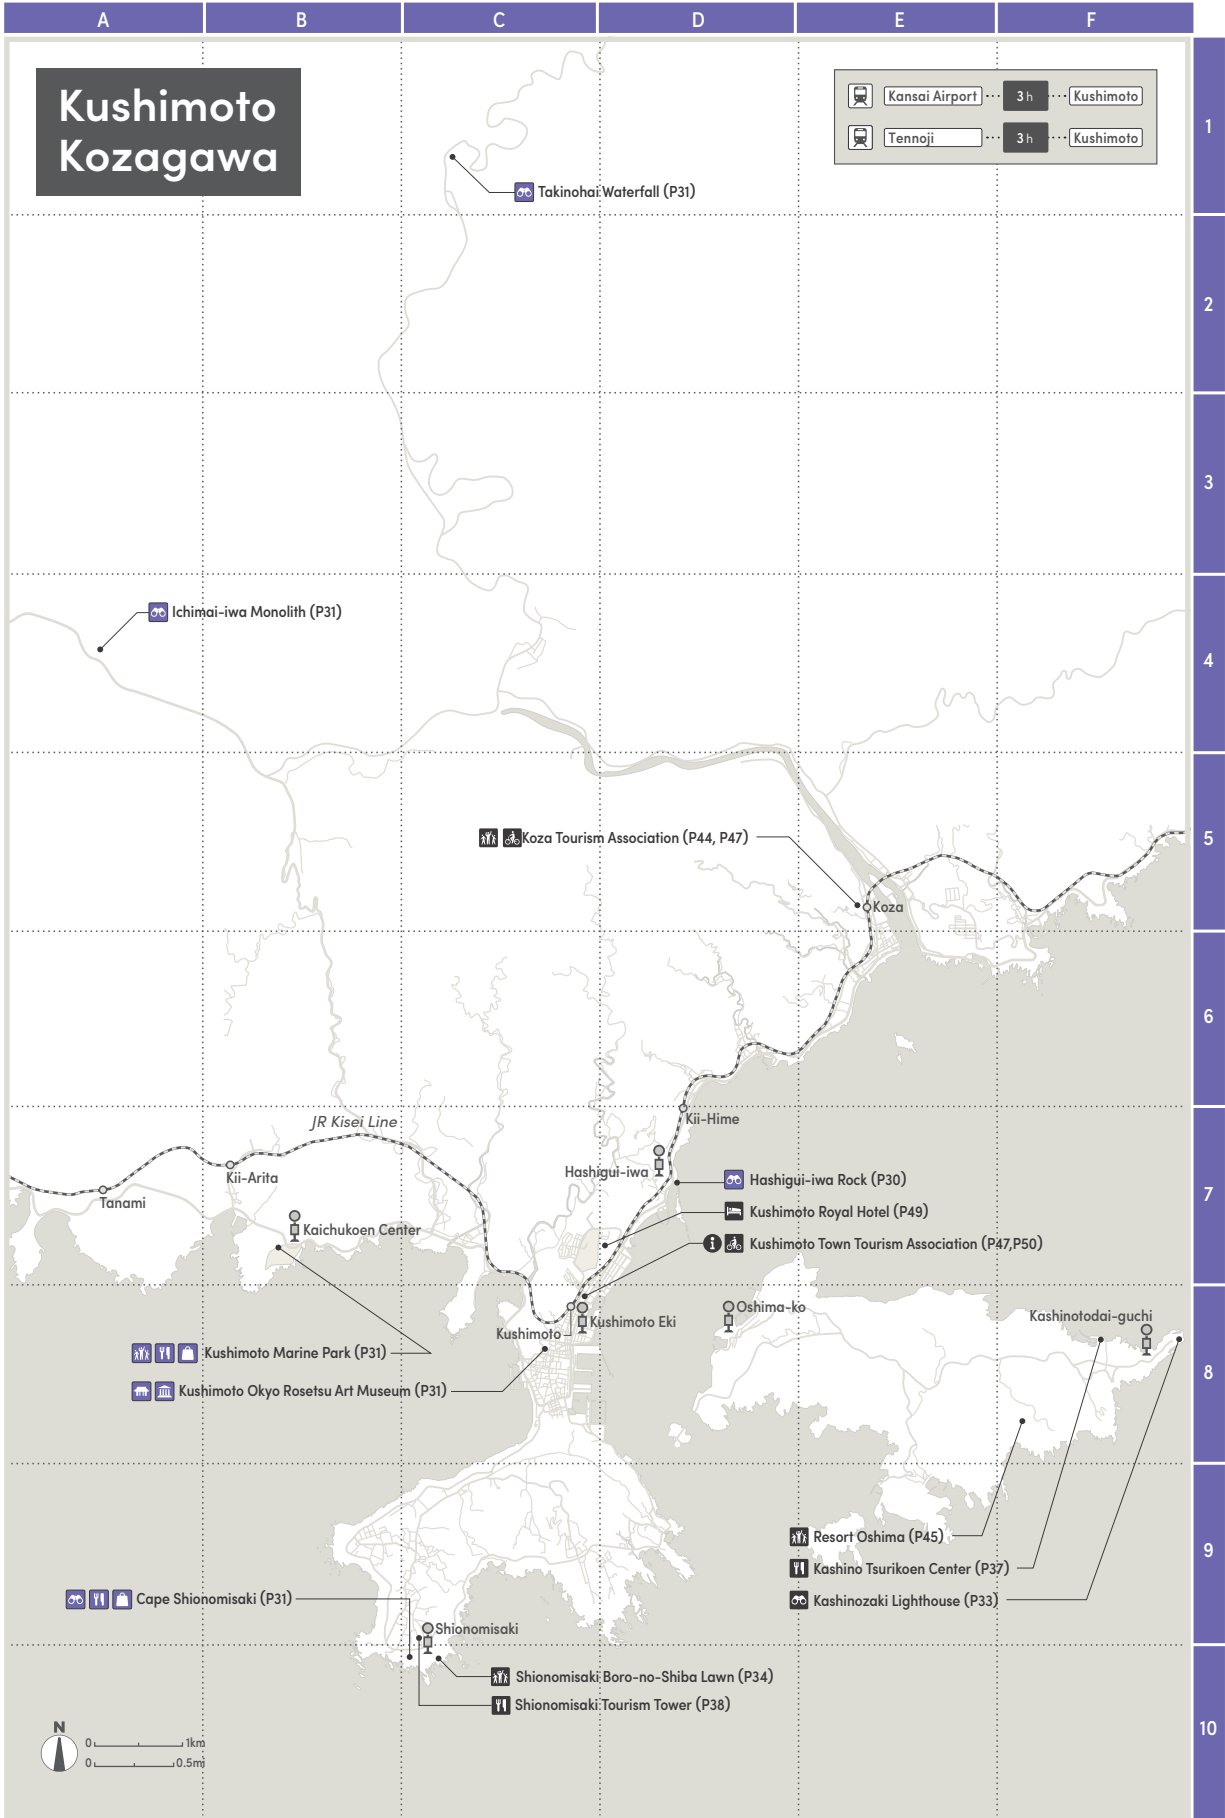 A B C D E F
Kushimoto
Kozagawa
Kansai Airport 3 h Kushimoto
Tennoji 3 h Kushimoto
1
Takinohai Waterfall (P31)
2
3
Ichimai-iwa Monolith (P31)
4
Koza Tourism Association (P44, P47)
5
Koza
6
JR Kisei Line
Kii-Hime
Hashigui-iwa
Kii-Arita
Hashigui-iwa Rock (P30)
7
Tanami
Kushimoto Royal Hotel (P49)
Kaichukoen Center
i
Kushimoto Town Tourism Association (P47,P50)
Oshima-ko
Kashinotodai-guchi
Kushimoto Eki
Kushimoto
Kushimoto Marine Park (P31)
8
Kushimoto Okyo Rosetsu Art Museum (P31)
Resort Oshima (P45)
9
Kashino Tsurikoen Center (P37)
Cape Shionomisaki (P31)
Kashinozaki Lighthouse (P33)
Shionomisaki
Shionomisaki Boro-no-Shiba Lawn (P34)
Shionomisaki Tourism Tower (P38)
10
N
0 1km
0 0.5mi